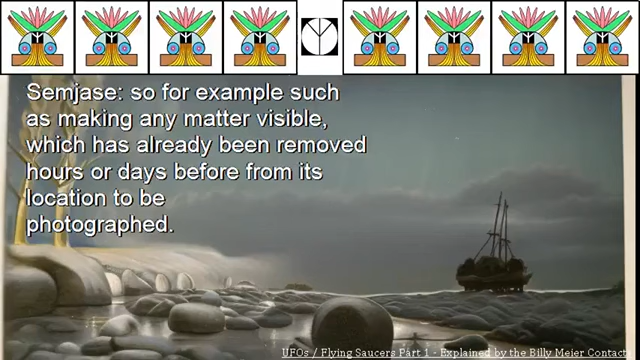 Semjase: so for example such
as making any matter visible,
which has already been removed
hours or days before from its
location to be
photographed.
UFOs / Flying Saucers Part 1 - Explained by the Billy Meier Contact